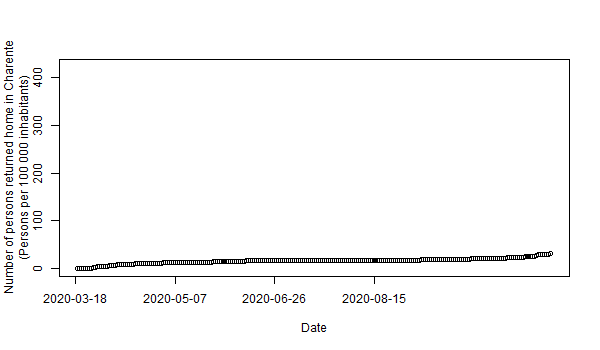 Number of persons returned home in Charente
(Persons per 100 000 inhabitants)
400
300
200
100
0
2020-03-18 2020-05-07 2020-06-26 2020-08-15
Date